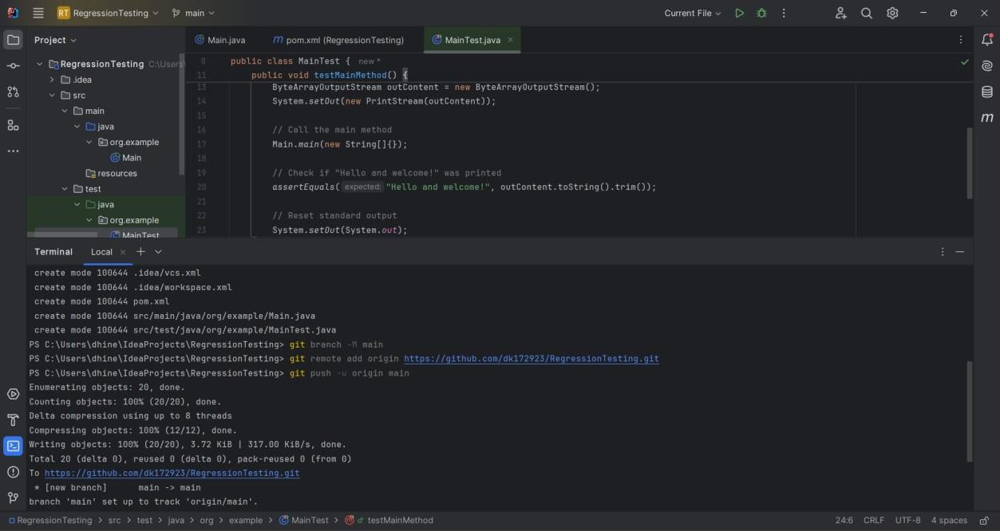 RT RegressionTesting main Current File
Project
Main.java
m pom.xml (RegressionTesting)
MainTest.java
RegressionTesting C:\Users\
.idea
src
main
java
org.example
Main
resources
test
java
org.example
MainTest
8 public class MainTest { new *
11 public void testMainMethod() {
13 ByteArrayOutputStream outContent = new ByteArrayOutputStream();
14 System.setOut(new PrintStream(outContent));
15
16 // Call the main method
17 Main.main(new String[]{});
18
19 // Check if "Hello and welcome!" was printed
20 assertEquals( expected: "Hello and welcome!", outContent.toString().trim());
21
22 // Reset standard output
23 System.setOut(System.out);
m
Terminal Local
create mode 100644 .idea/vcs.xml
create mode 100644 .idea/workspace.xml
create mode 100644 pom.xml
create mode 100644 src/main/java/org/example/Main.java
create mode 100644 src/test/java/org/example/MainTest.java
PS C:\Users\dhine\IdeaProjects\RegressionTesting> git branch -M main
PS C:\Users\dhine\IdeaProjects\RegressionTesting> git remote add origin https://github.com/dk172923/RegressionTesting.git
PS C:\Users\dhine\IdeaProjects\RegressionTesting> git push -u origin main
Enumerating objects: 20, done.
Counting objects: 100% (20/20), done.
Delta compression using up to 8 threads
Compressing objects: 100% (12/12), done.
Writing objects: 100% (20/20), 3.72 KiB | 317.00 KiB/s, done.
Total 20 (delta 0), reused 0 (delta 0), pack-reused 0 (from 0)
To https://github.com/dk172923/RegressionTesting.git
* [new branch] main -> main
branch 'main' set up to track 'origin/main'.
RegressionTesting > src > test > java > org > example > MainTest > testMainMethod 24:6 CRLF UTF-8 4 spaces